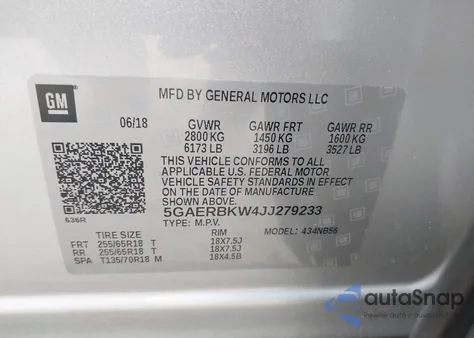 GM
MFD BY GENERAL MOTORS LLC
06/18 GVWR GAWR FRT GAWR RR
2800 KG 1450 KG 1600 KG
6173 LB 3196 LB 3527 LB
THIS VEHICLE CONFORMS TO ALL
APPLICABLE U.S. FEDERAL MOTOR
VEHICLE SAFETY STANDARDS IN EFFECT
ON THE DATE OF MANUFACTURE SHOWN ABOVE.
636R
5GAERBKW4JJ279233
TYPE: M.P.V.
TIRE SIZE RIM MODEL: 434NB56
FRT 255/65R18 T 18X7.5J
RR 255/65R18 T 18X7.5J
SPA T135/70R18 M 18X4.5B
autoSnap